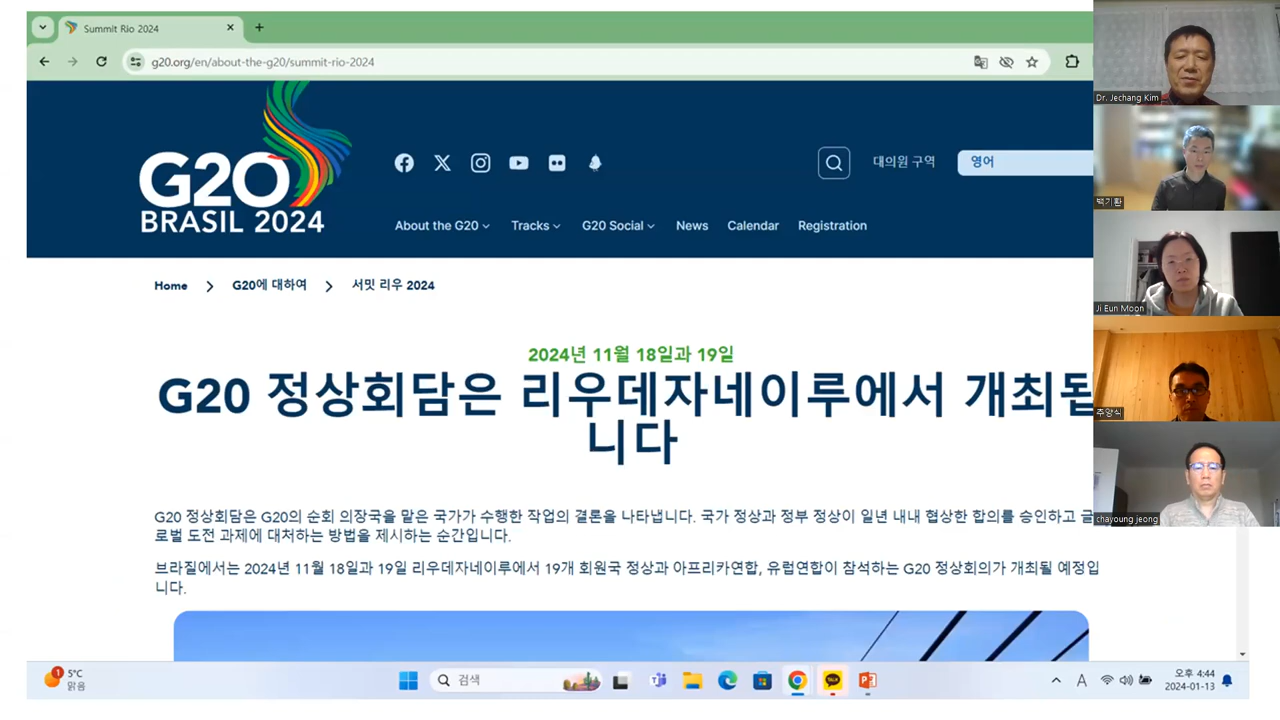 Summit Rio 2024
g20.org/en/about-the-g20/summit-rio-2024
G20
BRASIL 2024
대의원 구역
영어
About the G20
Tracks
G20 Social
News
Calendar
Registration
Home > G20에 대하여 > 서밋 리우 2024
2024년 11월 18일과 19일
G20 정상회담은 리우데자네이루에서 개최됩
니다
G20 정상회담은 G20의 순회 의장국을 맡은 국가가 수행한 작업의 결론을 나타냅니다. 국가 정상과 정부 정상이 일년 내내 협상한 합의를 승인하고 글
로벌 도전 과제에 대처하는 방법을 제시하는 순간입니다.
브라질에서는 2024년 11월 18일과 19일 리우데자네이루에서 19개 회원국 정상과 아프리카연합, 유럽연합이 참석하는 G20 정상회의가 개최될 예정입
니다.
Dr. Jechang Kim
백기환
Ji Eun Moon
추양식
chayoung jeong
1
5°C
맑음
검색
TALK
A
오후 4:44
2024-01-13